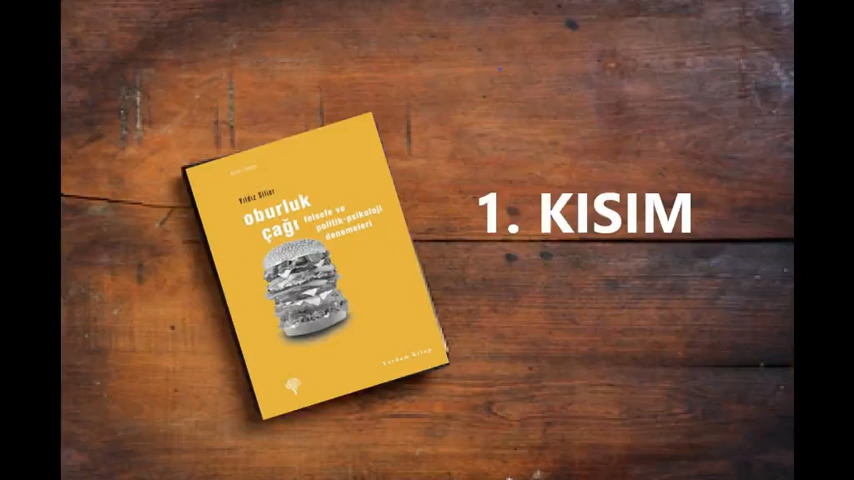 Yıldız Silier
oburluk
çağı
felsefe ve
politik-psikoloji
denemeleri
Yordam Kitap
1. KISIM